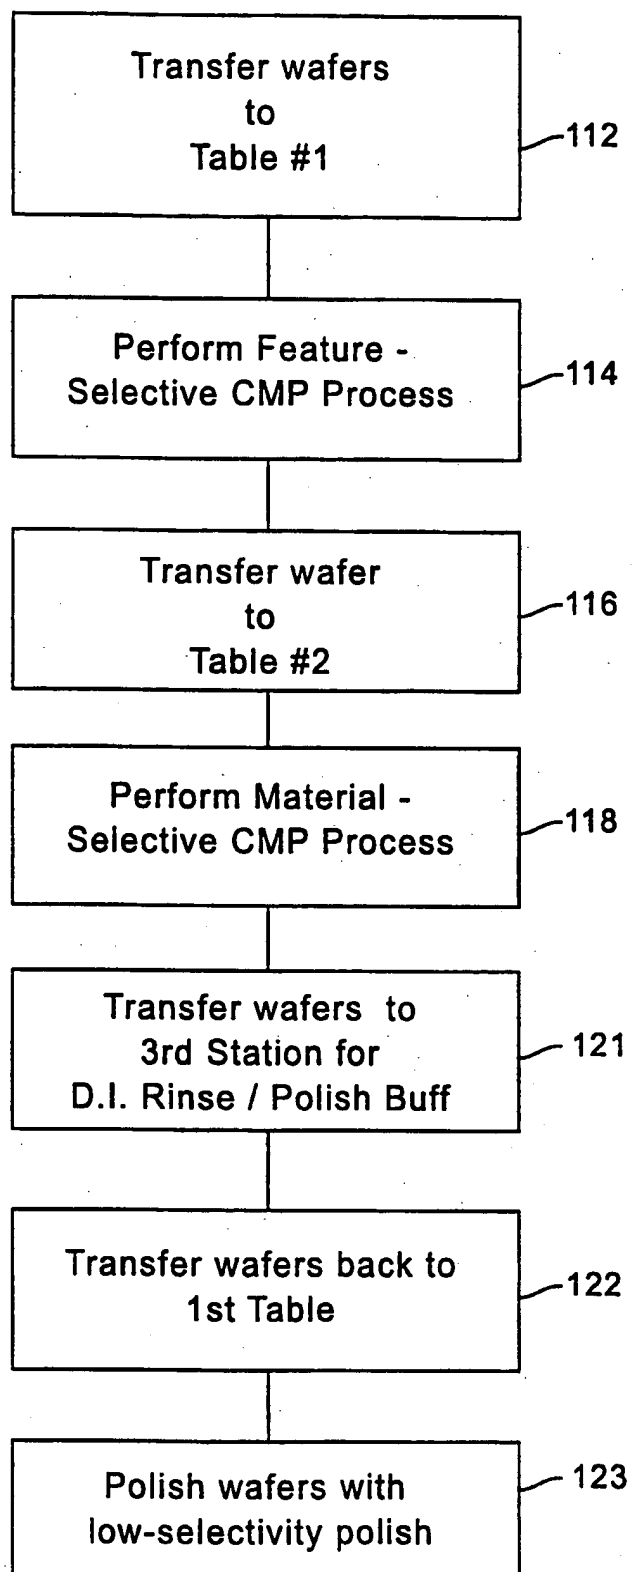 Transfer wafers
to
Table #1
112
Perform Feature -
Selective CMP Process
114
Transfer wafer
to
Table #2
116
Perform Material -
Selective CMP Process
118
Transfer wafers to
3rd Station for
D.I. Rinse / Polish Buff
121
Transfer wafers back to
1st Table
122
Polish wafers with
low-selectivity polish
123